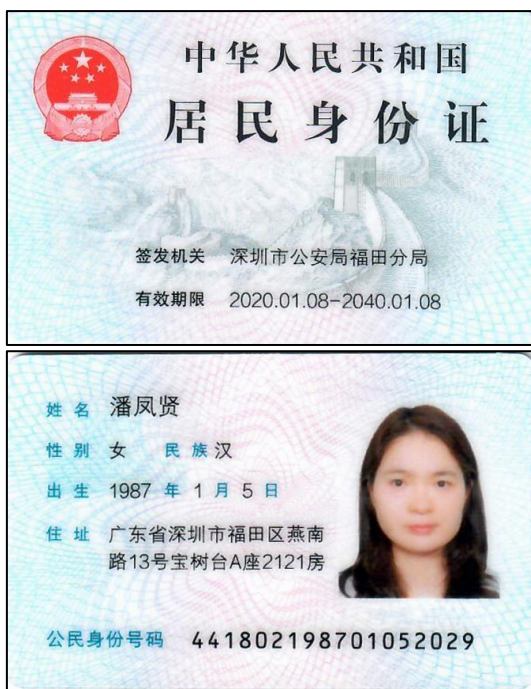 中华人民共和国
居民身份证
签发机关 深圳市公安局福田分局
有效期限 2020.01.08-2040.01.08
姓名 潘凤贤
性别 女 民族 汉
出生 1987 年 1 月 5 日
住址 广东省深圳市福田区燕南
路13号宝树台A座2121房
公民身份号码 441802198701052029